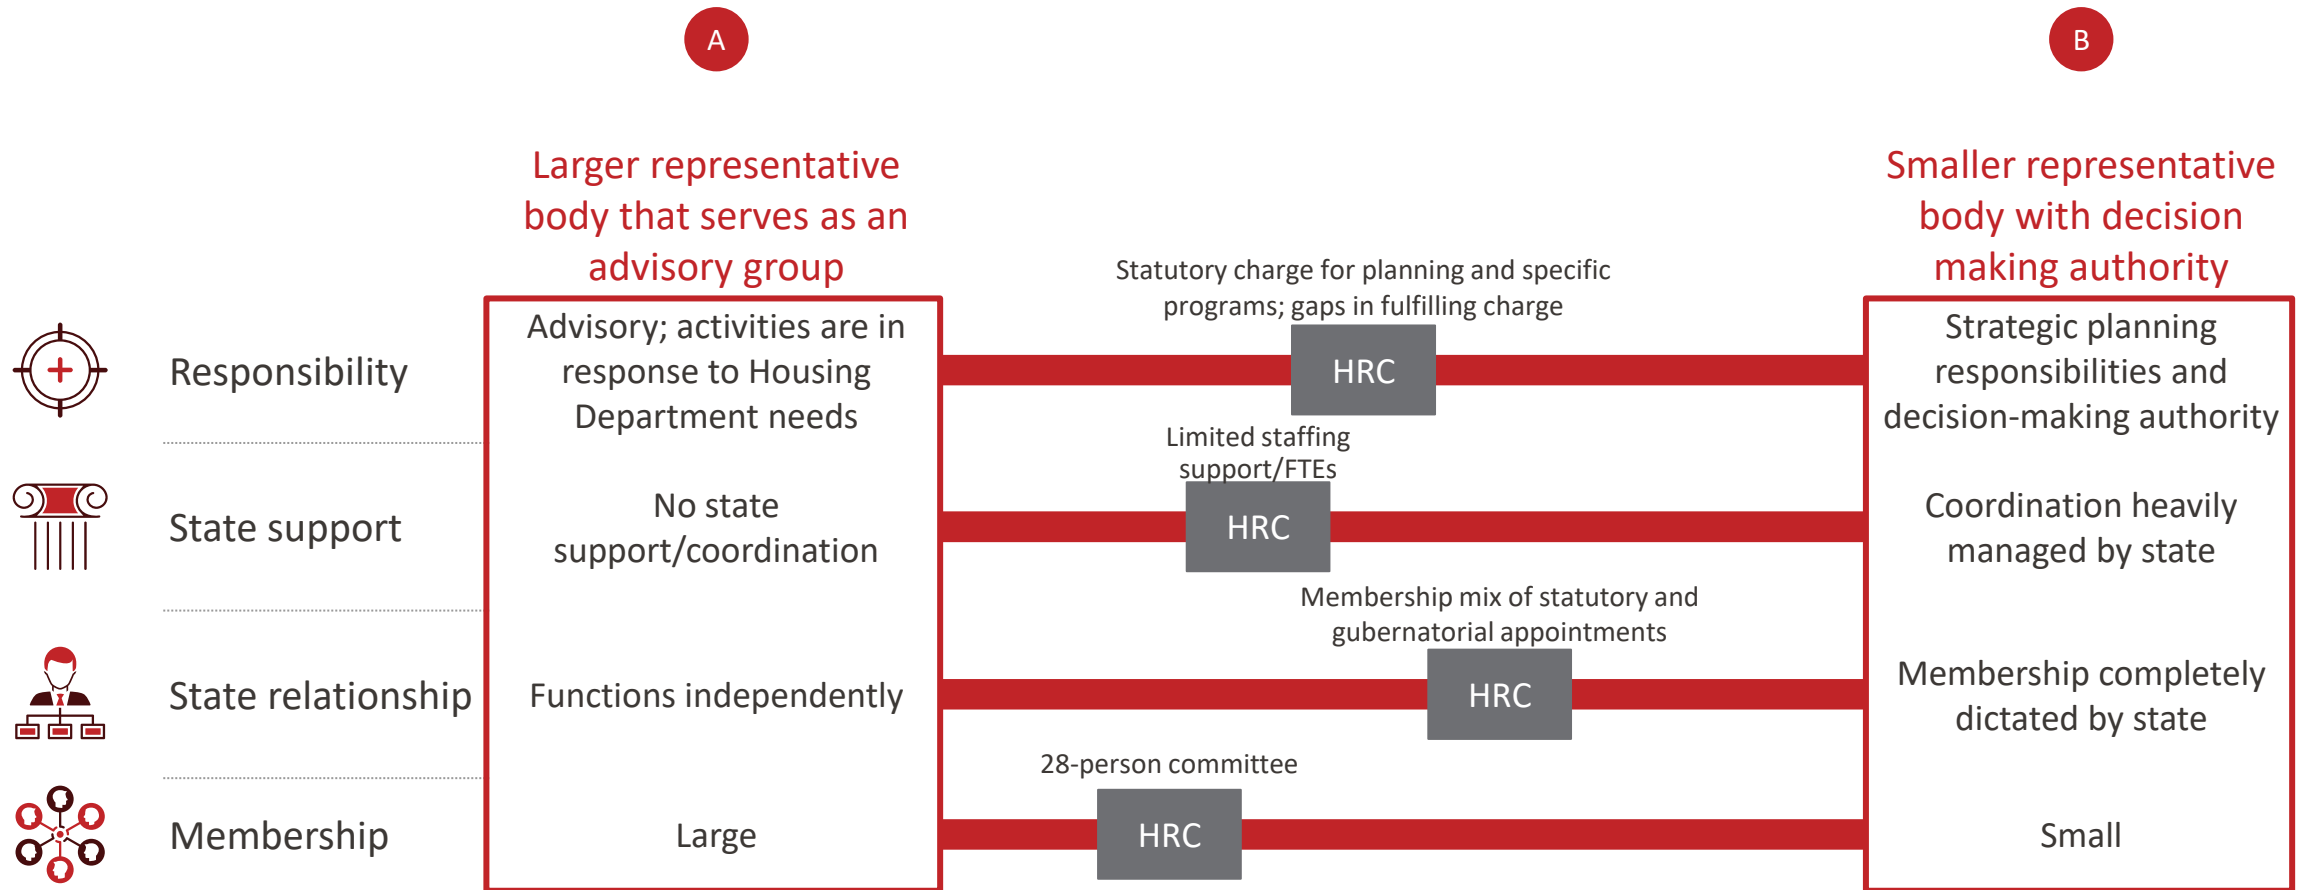 A
B
Larger representative
body that serves as an
advisory group
Smaller representative
body with decision
making authority
Responsibility
Advisory; activities are in
response to Housing
Department needs
Statutory charge for planning and specific
programs; gaps in fulfilling charge
HRC
Strategic planning
responsibilities and
decision-making authority
State support
No state
support/coordination
Limited staffing
support/FTEs
HRC
Coordination heavily
managed by state
State relationship
Functions independently
Membership mix of statutory and
gubernatorial appointments
HRC
Membership completely
dictated by state
Membership
Large
28-person committee
HRC
Small